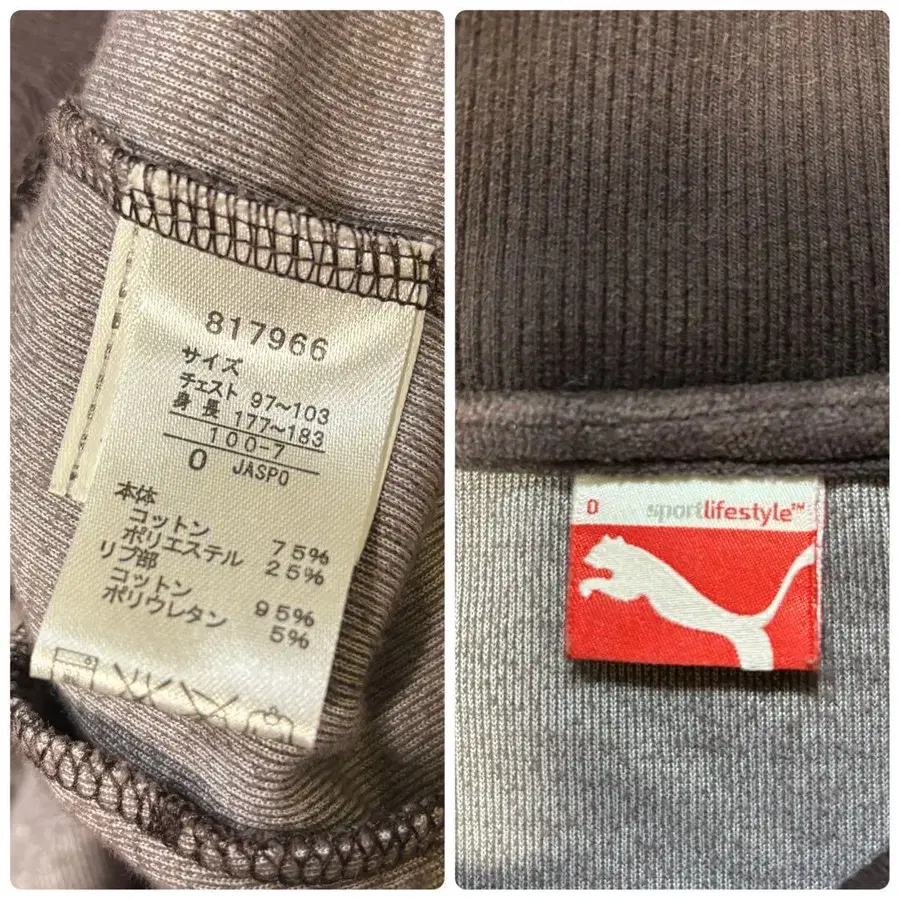 817966
サイズ
チェスト 97~103
身長 177~183
100-7
O JASPO
本体
コットン 75%
ポリエステル 25%
リブ部
コットン 95%
ポリウレタン 5%
O sportlifestyle™